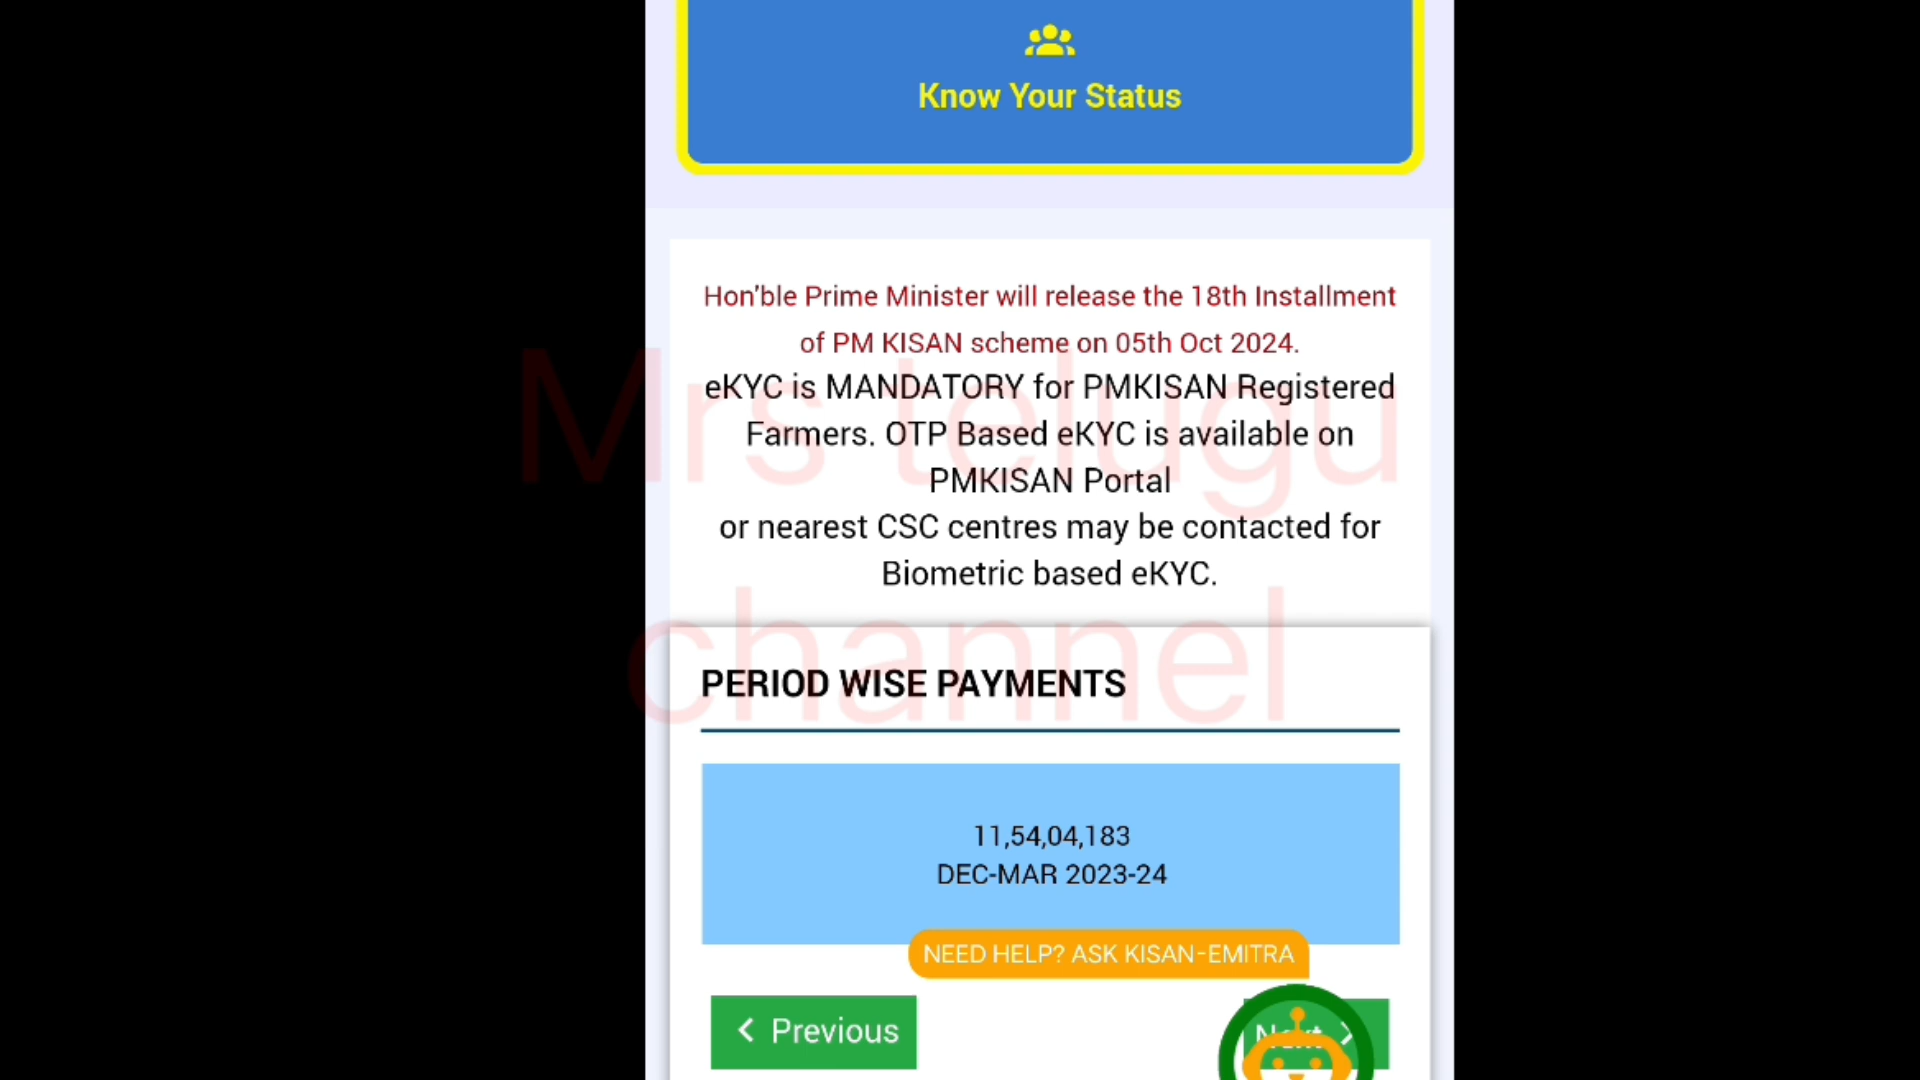 Know Your Status
Hon'ble Prime Minister will release the 18th Installment
of PM KISAN scheme on 05th Oct 2024.
eKYC is MANDATORY for PMKISAN Registered
Farmers. OTP Based eKYC is available on
PMKISAN Portal
or nearest CSC centres may be contacted for
Biometric based eKYC.
Mrs telugu
channel
PERIOD WISE PAYMENTS
11,54,04,183
DEC-MAR 2023-24
NEED HELP? ASK KISAN-EMITRA
Previous
Next